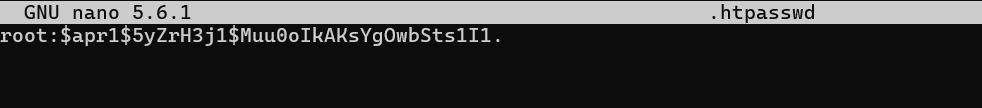 GNU nano 5.6.1 .htpasswd
root:$apr1$5yZrH3j1$Muu0oIkAKsYgOwbSts1I1.